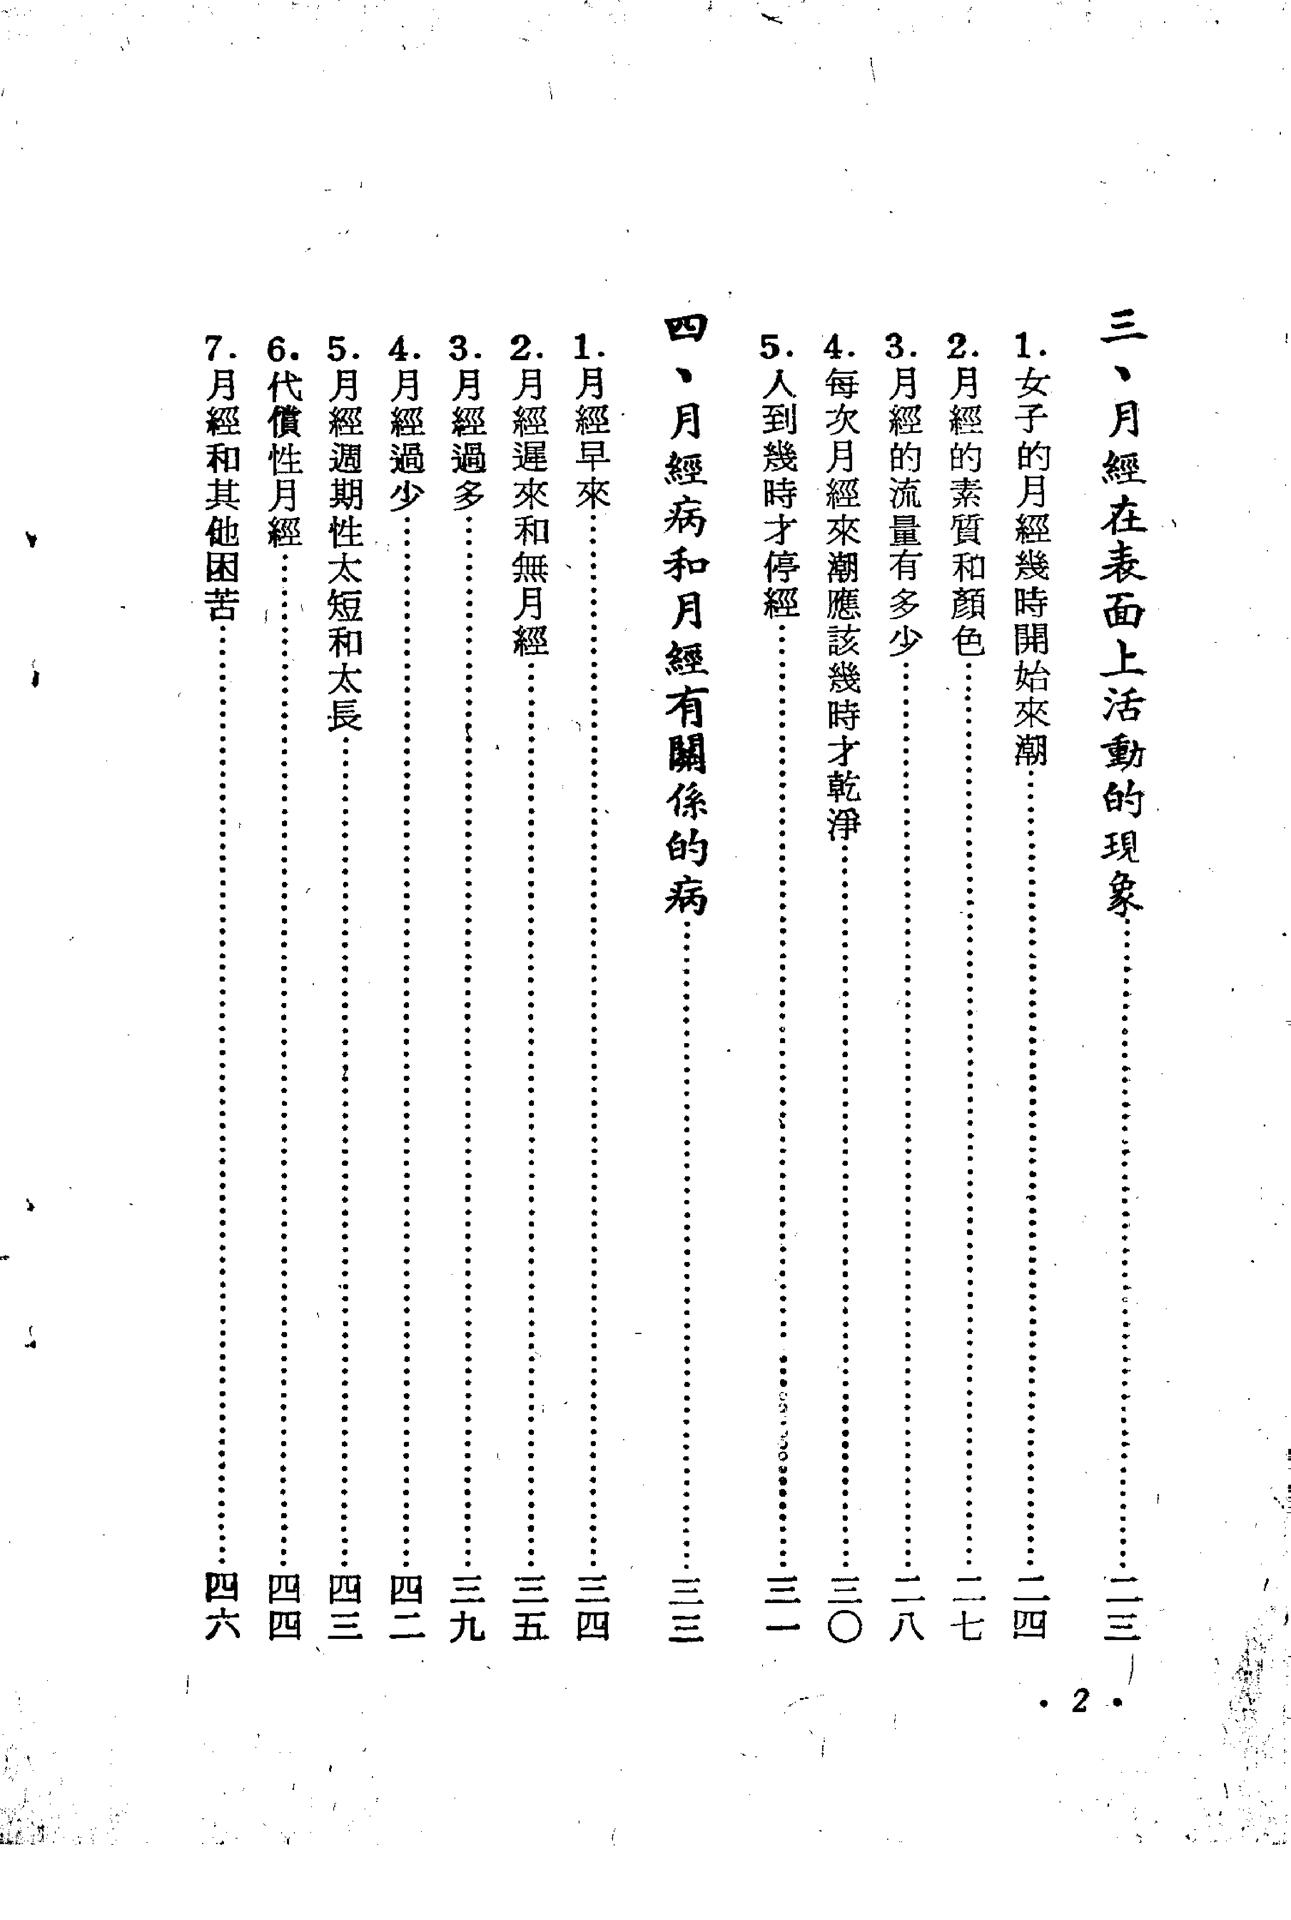 三、月經在表面上活動的現象……二三
1.女子的月經幾時開始來潮……二四
2.月經的素質和顏色……二七
3.月經的流量有多少……二八
4.每次月經來潮應該幾時才乾淨……三〇
5.人到幾時才停經……三一
四、月經病和月經有關係的病……三三
1.月經早來……三四
2.月經遲來和無月經……三五
3.月經過多……三九
4.月經過少……四二
5.月經週期性太短和太長……四三
6.代償性月經……四四
7.月經和其他困苦……四六
• 2 •